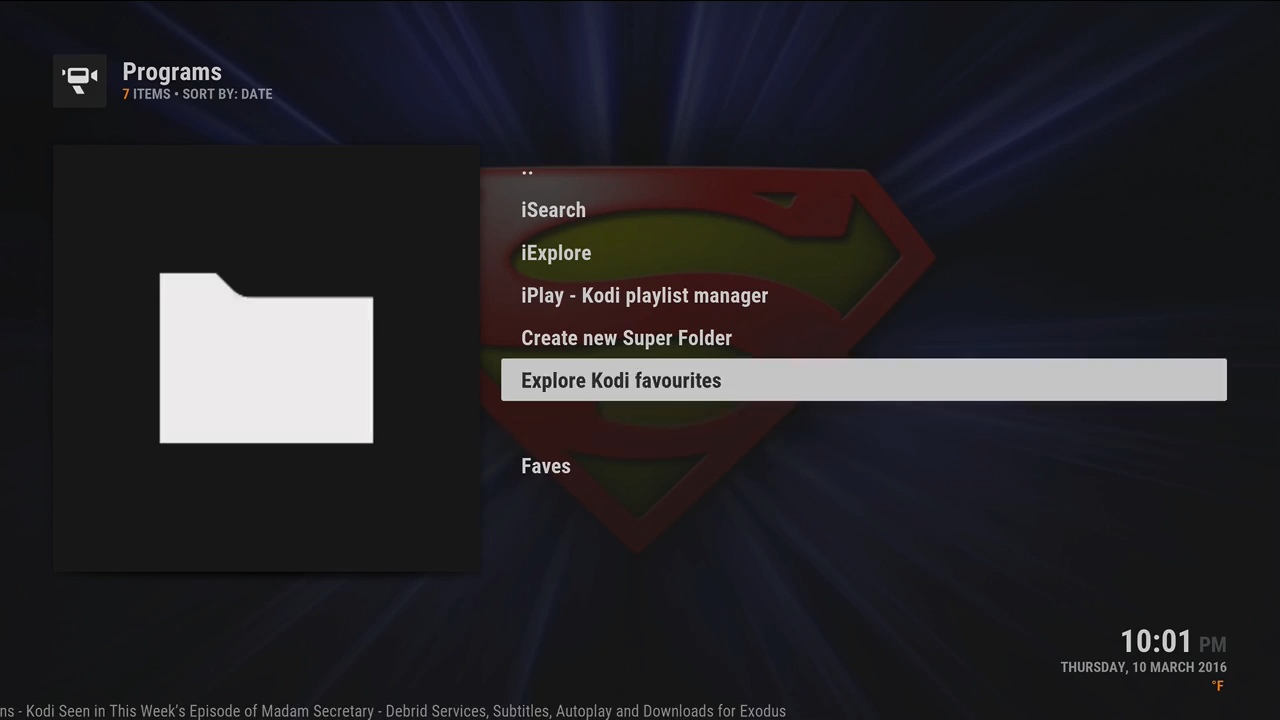 Programs
7 ITEMS • SORT BY: DATE
..
iSearch
iExplore
iPlay - Kodi playlist manager
Create new Super Folder
Explore Kodi favourites
Faves
10:01 PM
THURSDAY, 10 MARCH 2016
°F
ns - Kodi Seen in This Week's Episode of Madam Secretary - Debrid Services, Subtitles, Autoplay and Downloads for Exodus